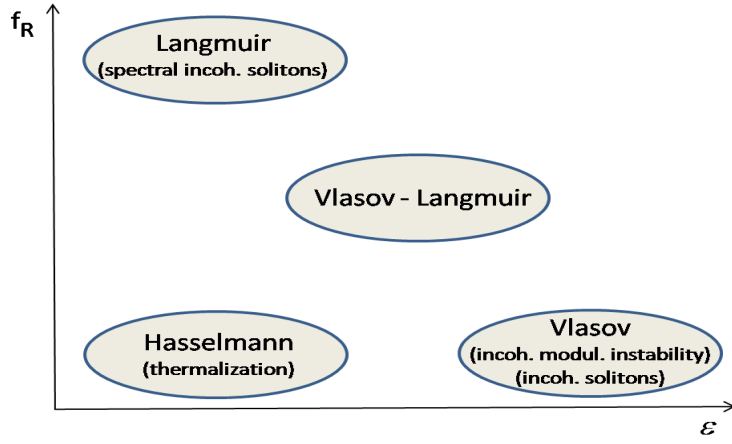 f_R
Langmuir
(spectral incoh. solitons)
Vlasov - Langmuir
Hasselmann
(thermalization)
Vlasov
(incoh. modul. instability)
(incoh. solitons)
ε